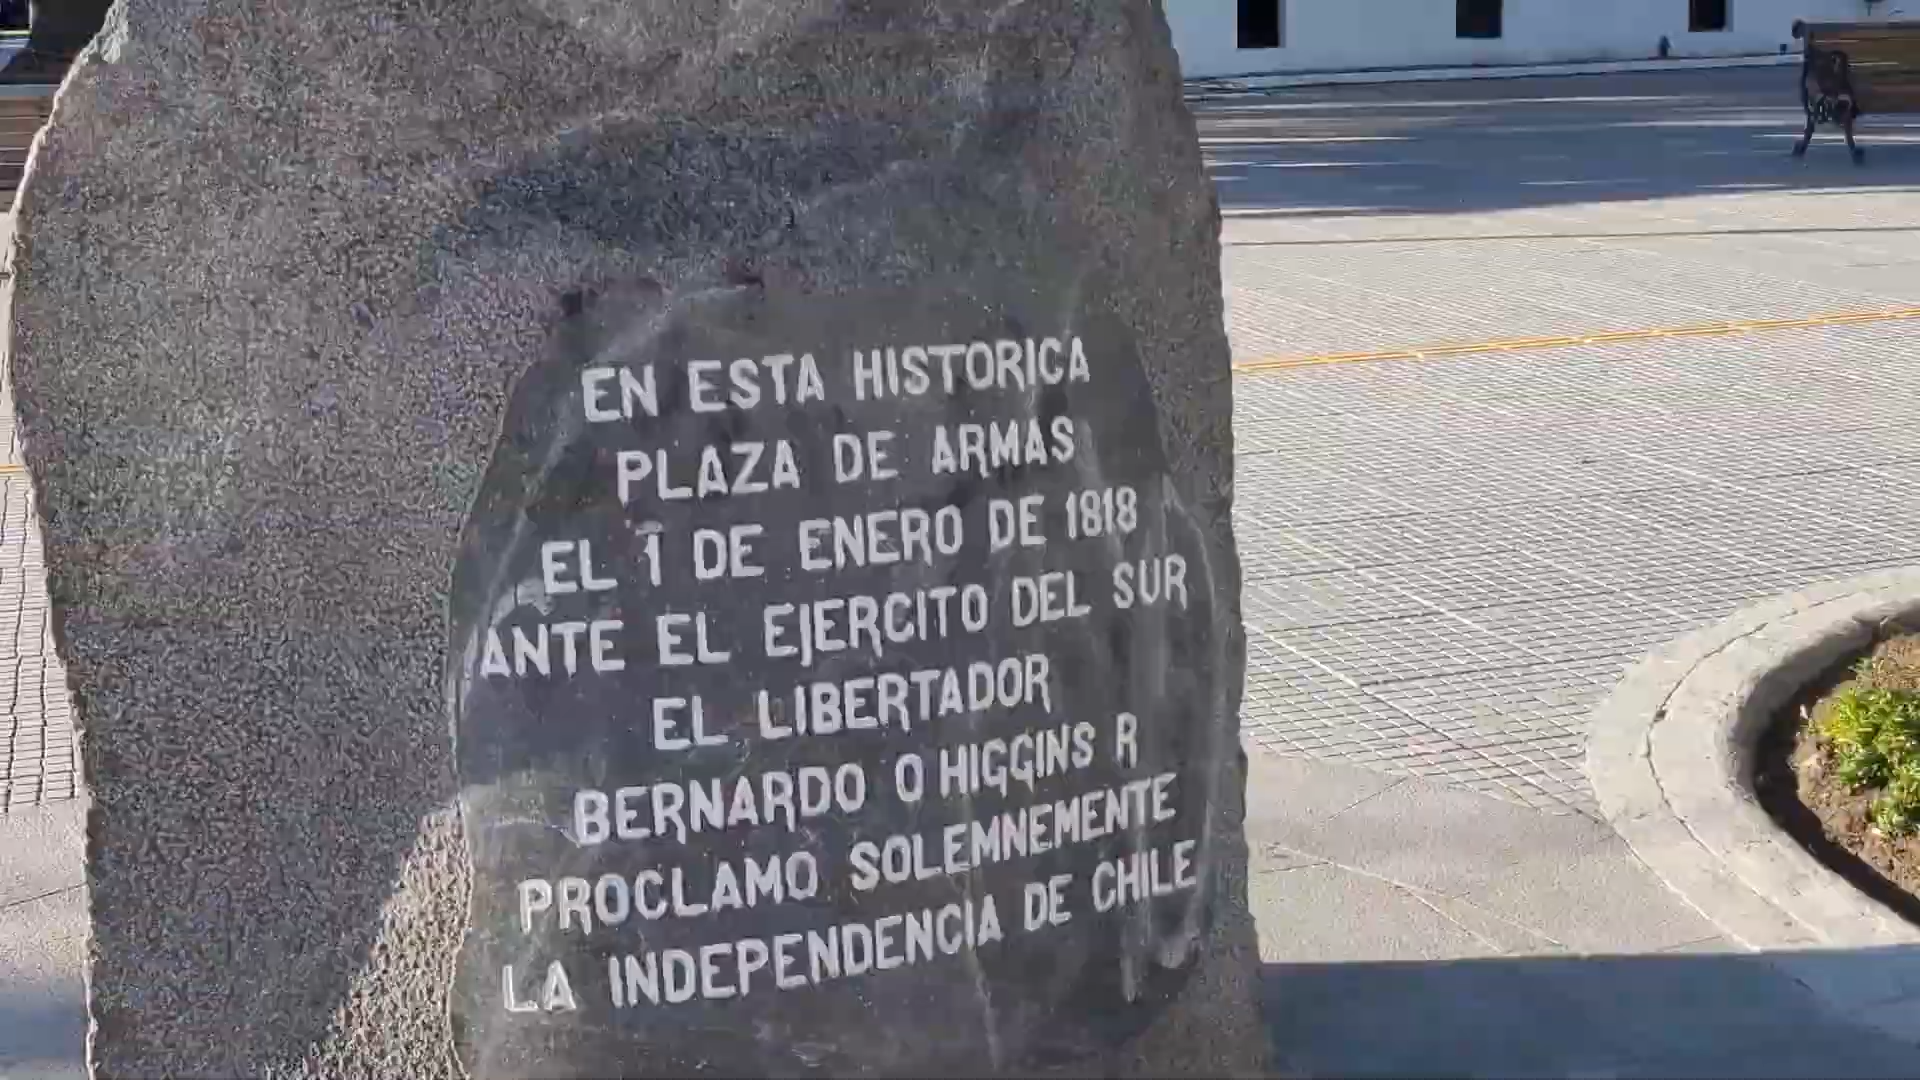 EN ESTA HISTORICA
PLAZA DE ARMAS
EL 1 DE ENERO DE 1818
ANTE EL EJERCITO DEL SUR
EL LIBERTADOR
BERNARDO O HIGGINS R
PROCLAMO SOLEMNEMENTE
LA INDEPENDENCIA DE CHILE